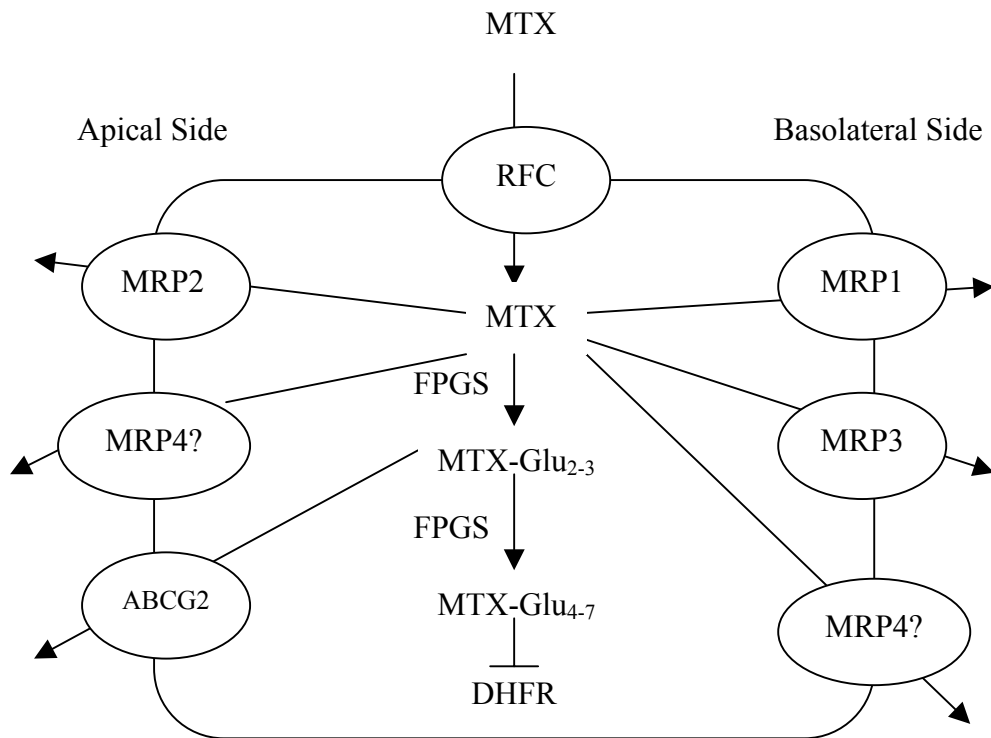 MTX
Apical Side
Basolateral Side
RFC
MRP2
MRP1
MTX
FPGS
MRP4?
MRP3
MTX-Glu2-3
FPGS
ABCG2
MTX-Glu4-7
MRP4?
DHFR